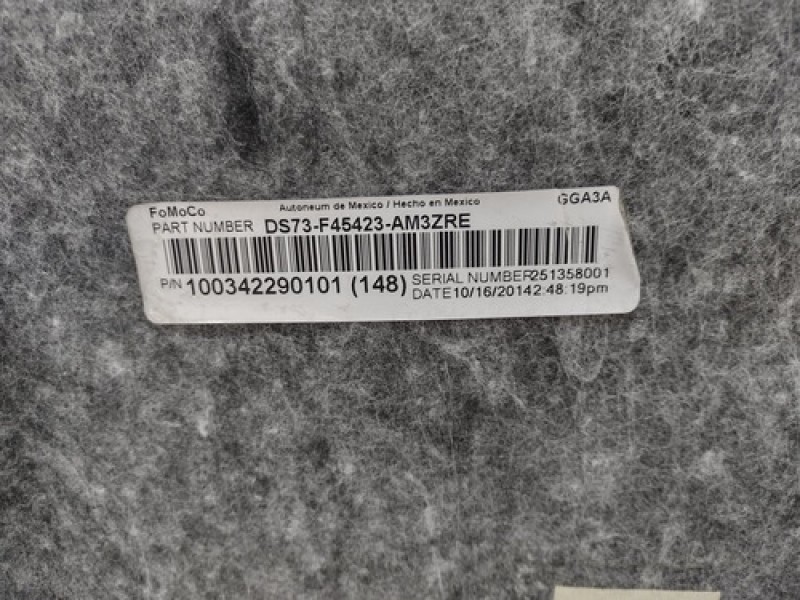 FoMoCo Autoneum de Mexico / Hecho en Mexico GGA3A
PART NUMBER DS73-F45423-AM3ZRE
P/N 100342290101 (148) SERIAL NUMBER251358001
DATE10/16/20142:48:19pm